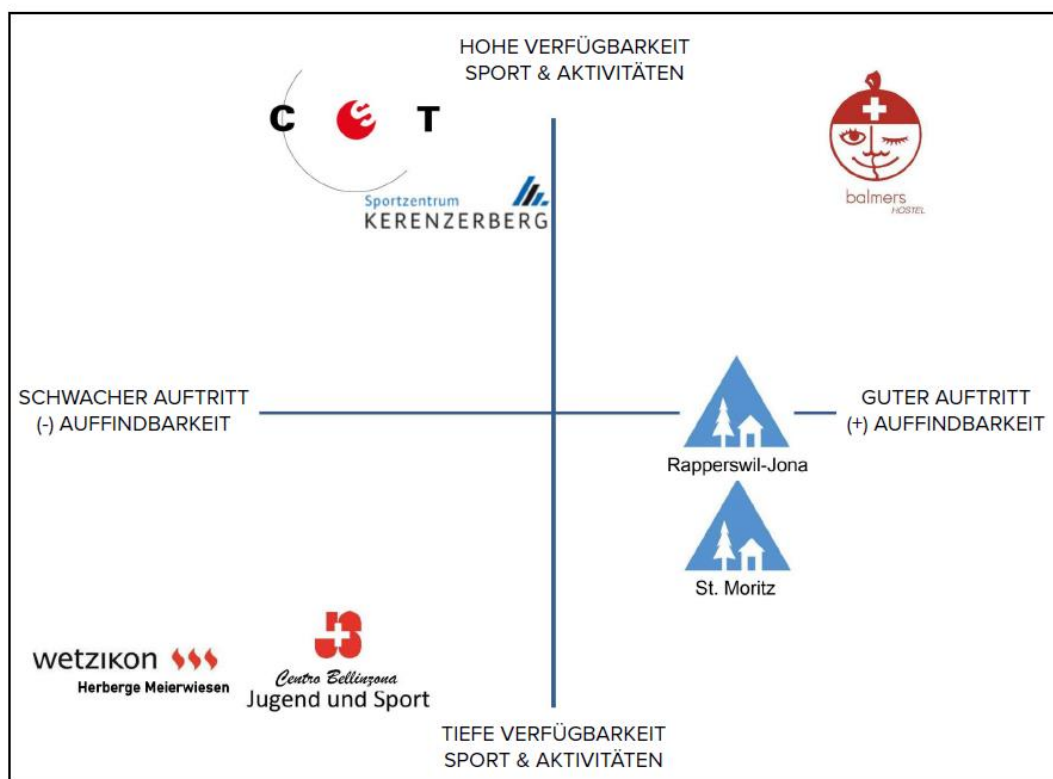 HOHE VERFÜGBARKEIT
SPORT & AKTIVITÄTEN
C S T
Sportzentrum
KERENZERBERG
balmers
HOSTEL
SCHWACHER AUFTRITT
(-) AUFFINDBARKEIT
GUTER AUFTRITT
(+) AUFFINDBARKEIT
Rapperswil-Jona
St. Moritz
wetzikon
Herberge Meierwiesen
JS
Centro Bellinzona
Jugend und Sport
TIEFE VERFÜGBARKEIT
SPORT & AKTIVITÄTEN